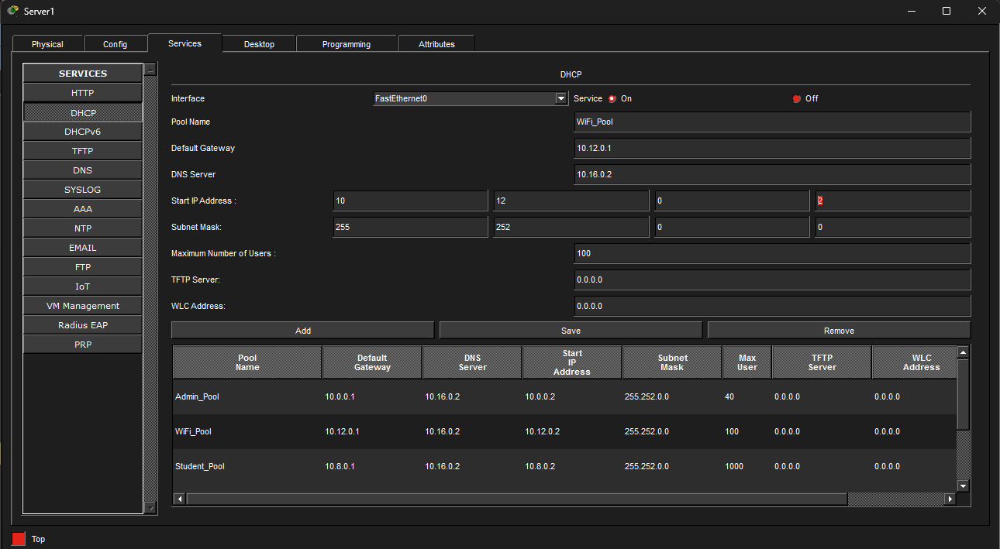 Server1
Physical Config Services Desktop Programming Attributes
SERVICES
HTTP
DHCP
DHCPv6
TFTP
DNS
SYSLOG
AAA
NTP
EMAIL
FTP
IoT
VM Management
Radius EAP
PRP
DHCP
Interface FastEthernet0 Service On Off
Pool Name WiFi_Pool
Default Gateway 10.12.0.1
DNS Server 10.16.0.2
Start IP Address : 10 12 0 2
Subnet Mask: 255 252 0 0
Maximum Number of Users : 100
TFTP Server: 0.0.0.0
WLC Address: 0.0.0.0
Add Save Remove
Pool Name Default Gateway DNS Server Start IP Address Subnet Mask Max User TFTP Server WLC Address
Admin_Pool 10.0.0.1 10.16.0.2 10.0.0.2 255.252.0.0 40 0.0.0.0 0.0.0.0
WiFi_Pool 10.12.0.1 10.16.0.2 10.12.0.2 255.252.0.0 100 0.0.0.0 0.0.0.0
Student_Pool 10.8.0.1 10.16.0.2 10.8.0.2 255.252.0.0 1000 0.0.0.0 0.0.0.0
Top